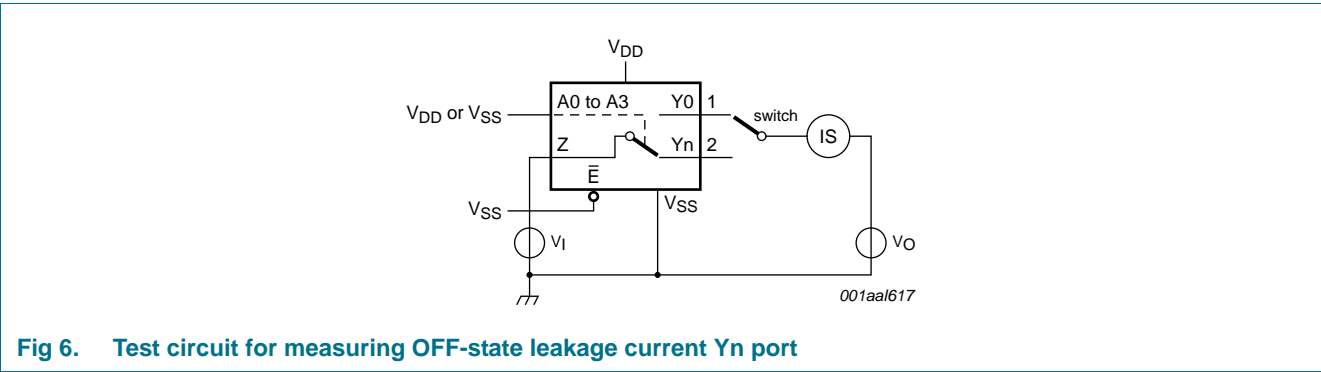 VDD
VDD or VSS
A0 to A3
Y0 1
switch
IS
Z
Yn 2
E̅
VSS
VSS
VI
VO
001aal617
Fig 6. Test circuit for measuring OFF-state leakage current Yn port